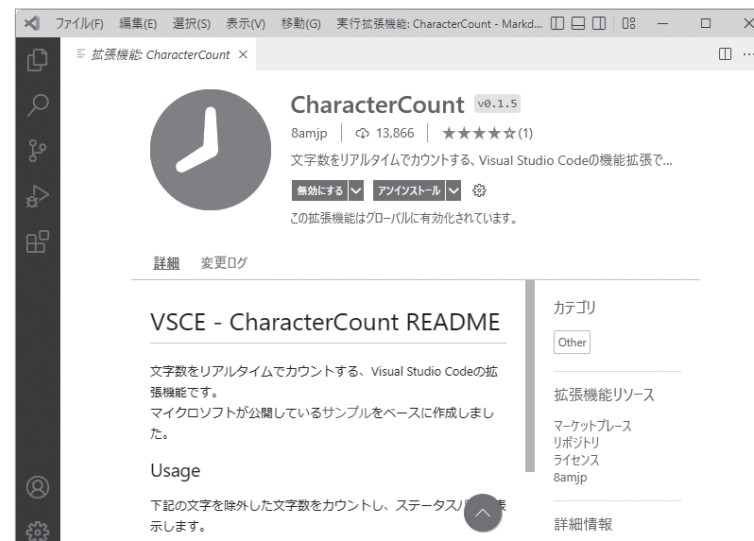 ファイル(F) 編集(E) 選択(S) 表示(V) 移動(G) 実行拡張機能: CharacterCount - Markd...
拡張機能: CharacterCount ×
CharacterCount v0.1.5
8amjp 13,866 ★★★★☆(1)
文字数をリアルタイムでカウントする、Visual Studio Codeの機能拡張で...
無効にする アンインストール
この拡張機能はグローバルに有効化されています。
詳細 変更ログ
VSCE - CharacterCount README
文字数をリアルタイムでカウントする、Visual Studio Codeの拡
張機能です。
マイクロソフトが公開しているサンプルをベースに作成しまし
た。
Usage
下記の文字を除外した文字数をカウントし、ステータスバ 表
示します。
カテゴリ
Other
拡張機能リソース
マーケットプレース
リポジトリ
ライセンス
8amjp
詳細情報